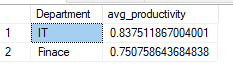 Department avg_productivity
1 IT 0.837511867004001
2 Finace 0.750758643684838